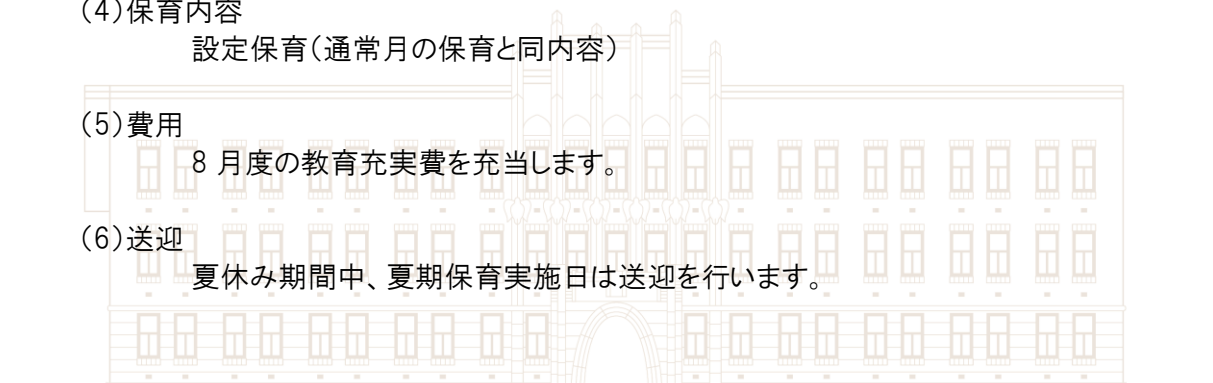 (4)保育内容
設定保育(通常月の保育と同内容)
(5)費用
8 月度の教育充実費を充当します。
(6)送迎
夏休み期間中、夏期保育実施日は送迎を行います。